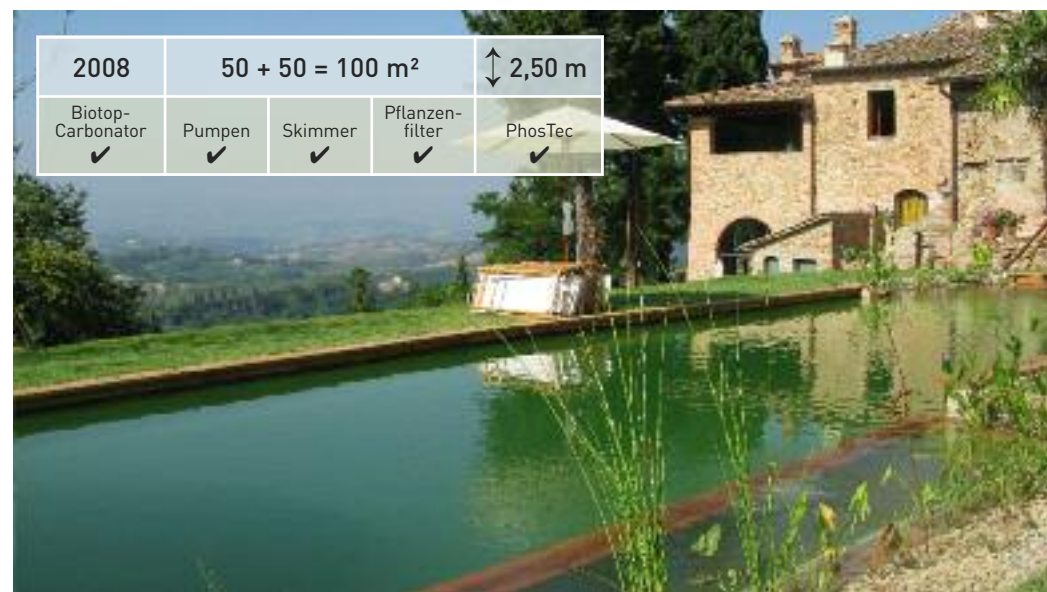 2008 50 + 50 = 100 m² ↕ 2,50 m
Biotop-
Carbonator ✔
Pumpen ✔
Skimmer ✔
Pflanzen-
filter ✔
PhosTec ✔